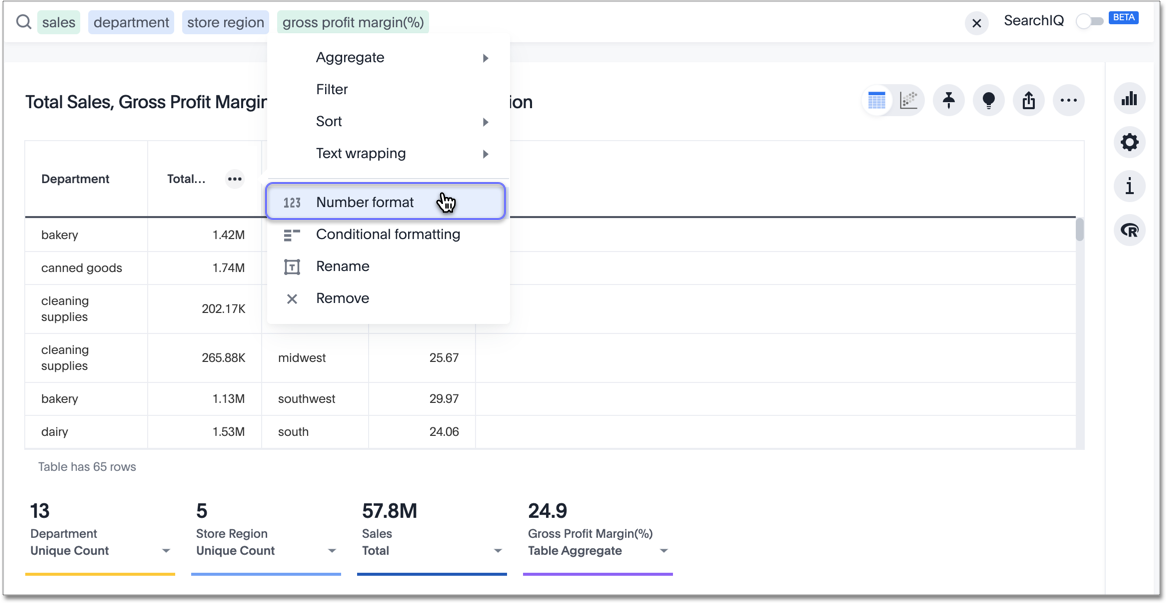 sales department store region gross profit margin(%) SearchIQ BETA
Aggregate
Filter
Total Sales, Gross Profit Margin ion
Sort
Text wrapping
Department Total...
123 Number format
Conditional formatting
T Rename
Remove
bakery 1.42M
canned goods 1.74M
cleaning
supplies 202.17K
cleaning
supplies 265.88K midwest 25.67
bakery 1.13M southwest 29.97
dairy 1.53M south 24.06
Table has 65 rows
13 5 57.8M 24.9
Department Store Region Sales Gross Profit Margin(%)
Unique Count Unique Count Total Table Aggregate
i
R